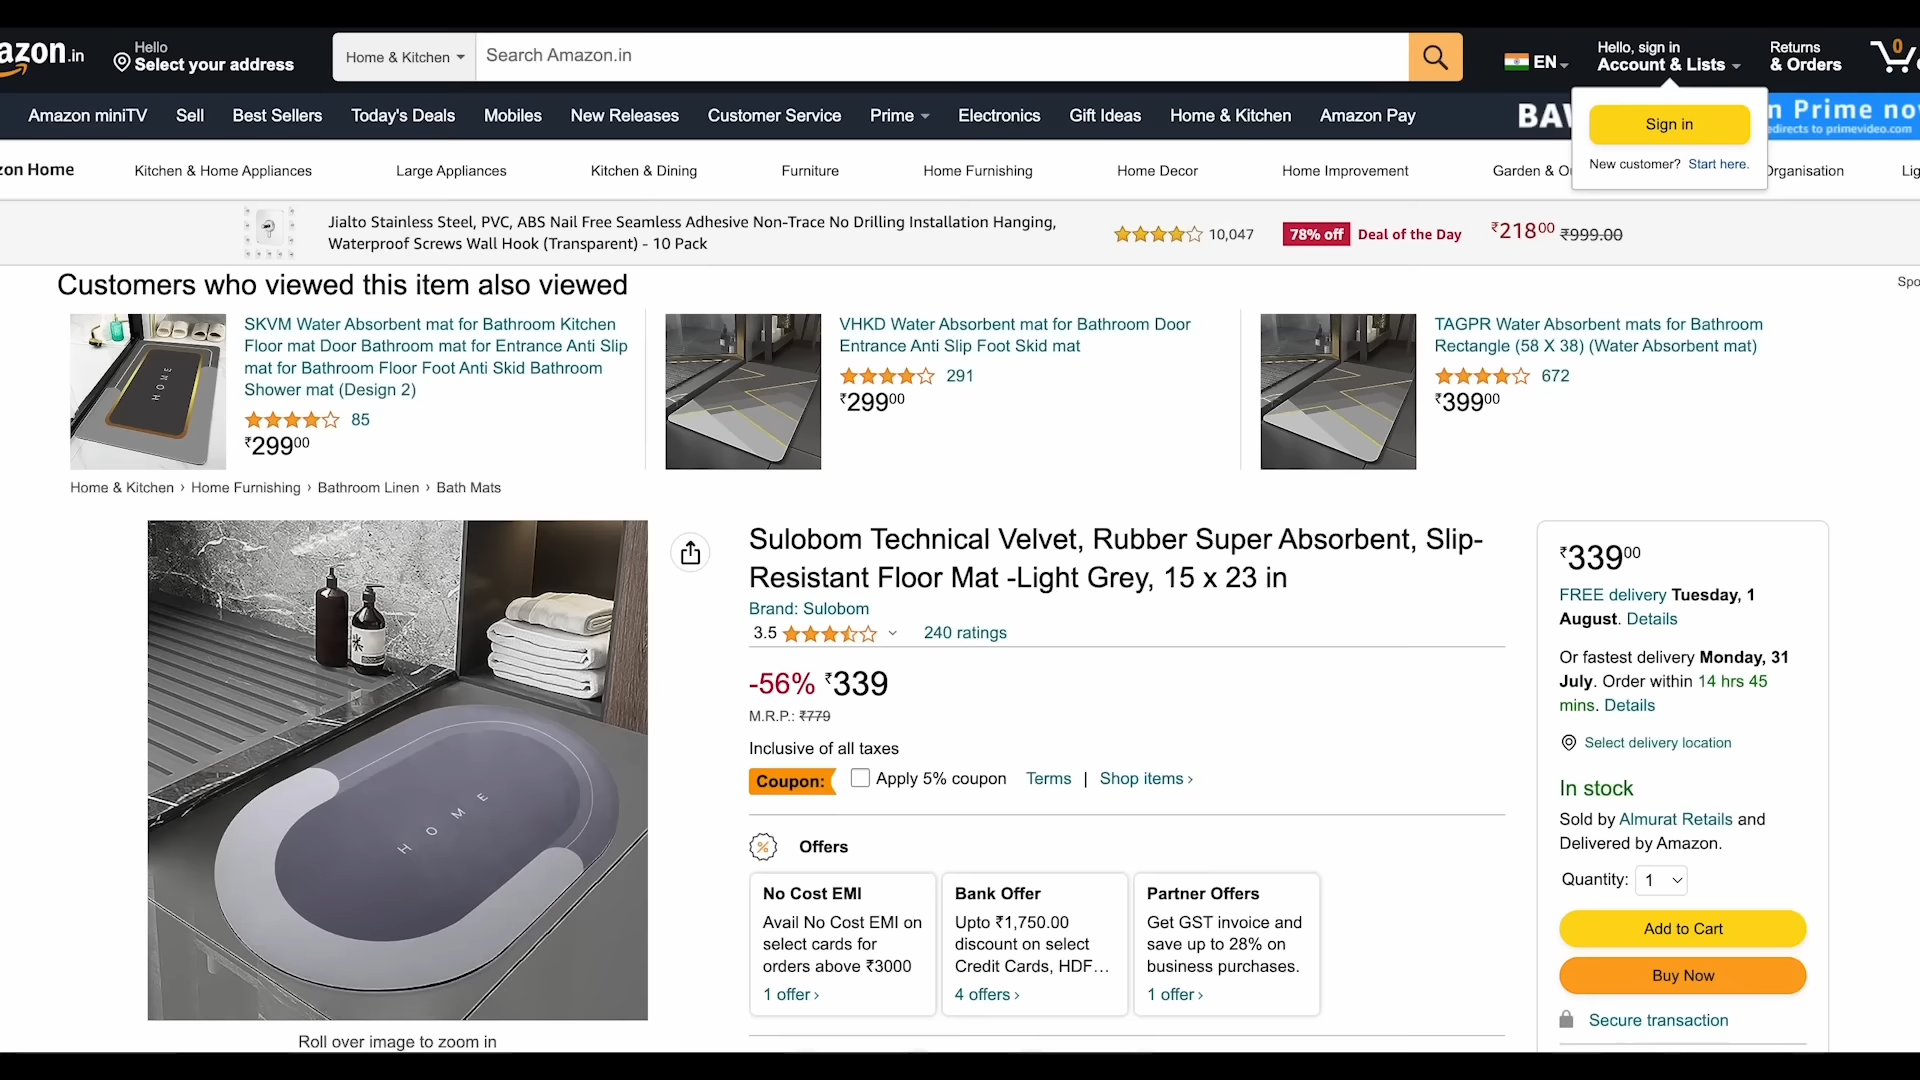 azon.in
Hello
Select your address
Home & Kitchen
Search Amazon.in
EN
Hello, sign in
Account & Lists
Returns
& Orders
0
Amazon miniTV
Sell
Best Sellers
Today's Deals
Mobiles
New Releases
Customer Service
Prime
Electronics
Gift Ideas
Home & Kitchen
Amazon Pay
Prime
edirects to primevideo.com
Sign in
New customer? Start here.
zon Home
Kitchen & Home Appliances
Large Appliances
Kitchen & Dining
Furniture
Home Furnishing
Home Decor
Home Improvement
Garden &
Organisation
Jialto Stainless Steel, PVC, ABS Nail Free Seamless Adhesive Non-Trace No Drilling Installation Hanging,
Waterproof Screws Wall Hook (Transparent) - 10 Pack
10,047
78% off Deal of the Day
₹21800 ₹999.00
Customers who viewed this item also viewed
SKVM Water Absorbent mat for Bathroom Kitchen
Floor mat Door Bathroom mat for Entrance Anti Slip
mat for Bathroom Floor Foot Anti Skid Bathroom
Shower mat (Design 2)
85
₹29900
VHKD Water Absorbent mat for Bathroom Door
Entrance Anti Slip Foot Skid mat
291
₹29900
TAGPR Water Absorbent mats for Bathroom
Rectangle (58 X 38) (Water Absorbent mat)
672
₹39900
HOME
Home & Kitchen › Home Furnishing › Bathroom Linen › Bath Mats
HOME
Roll over image to zoom in
Sulobom Technical Velvet, Rubber Super Absorbent, Slip-
Resistant Floor Mat -Light Grey, 15 x 23 in
Brand: Sulobom
3.5 240 ratings
-56% ₹339
M.R.P.: ₹779
Inclusive of all taxes
Coupon: Apply 5% coupon Terms | Shop items ›
% Offers
No Cost EMI
Avail No Cost EMI on
select cards for
orders above ₹3000
1 offer ›
Bank Offer
Upto ₹1,750.00
discount on select
Credit Cards, HDF…
4 offers ›
Partner Offers
Get GST invoice and
save up to 28% on
business purchases.
1 offer ›
₹33900
FREE delivery Tuesday, 1
August. Details
Or fastest delivery Monday, 31
July. Order within 14 hrs 45
mins. Details
Select delivery location
In stock
Sold by Almurat Retails and
Delivered by Amazon.
Quantity: 1
Add to Cart
Buy Now
Secure transaction